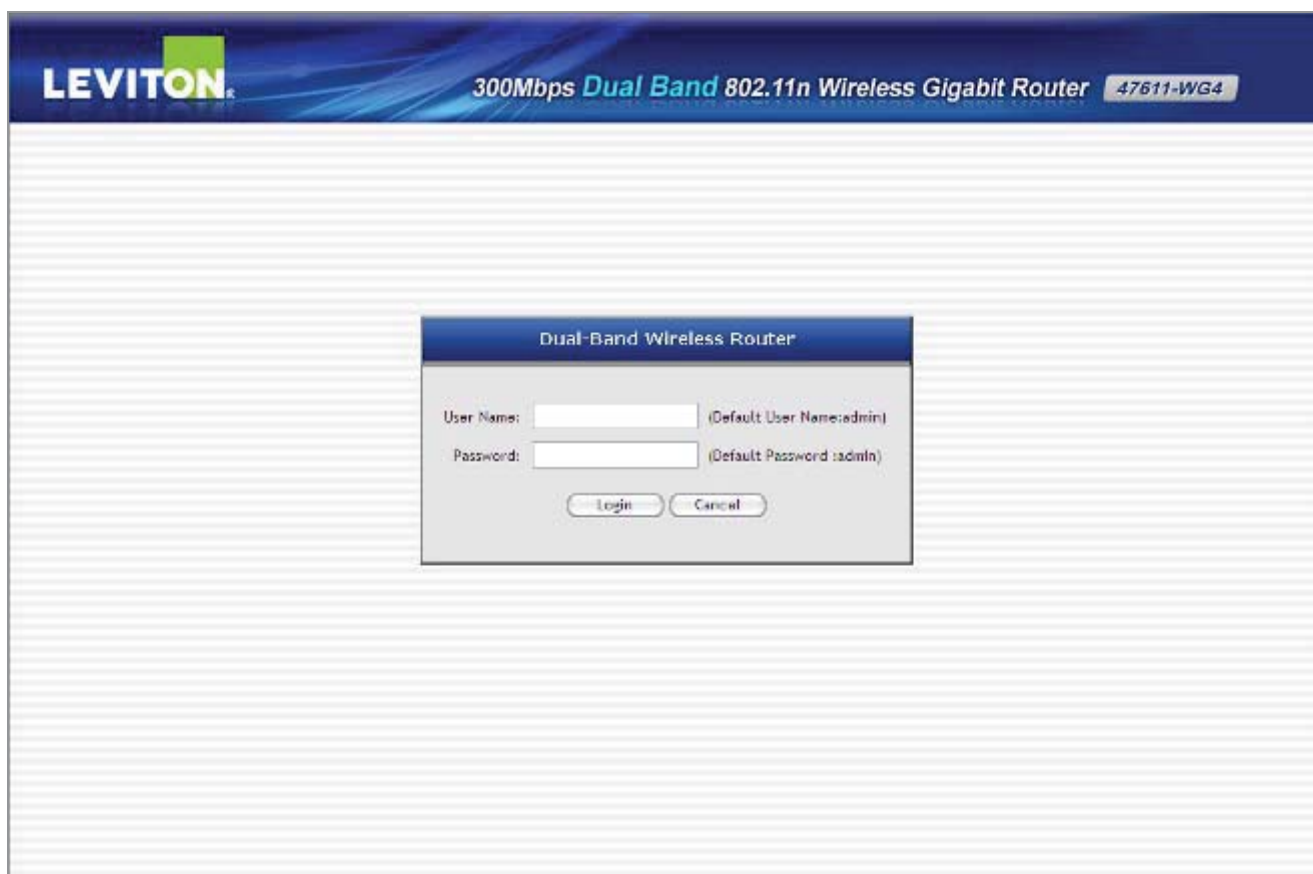 LEVITON®
300Mbps Dual Band 802.11n Wireless Gigabit Router 47611-WG4
Dual-Band Wireless Router
User Name: (Default User Name:admin)
Password: (Default Password :admin)
Login Cancel